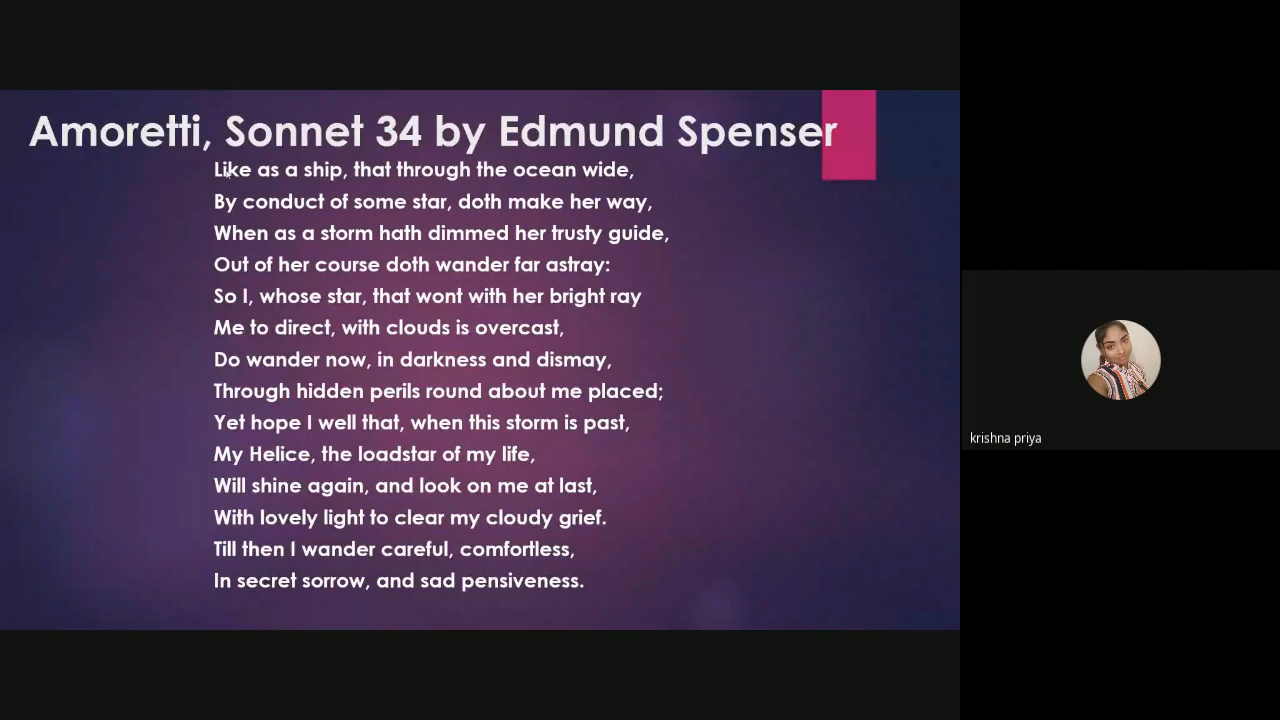 Amoretti, Sonnet 34 by Edmund Spenser
Like as a ship, that through the ocean wide,
By conduct of some star, doth make her way,
When as a storm hath dimmed her trusty guide,
Out of her course doth wander far astray:
So I, whose star, that wont with her bright ray
Me to direct, with clouds is overcast,
Do wander now, in darkness and dismay,
Through hidden perils round about me placed;
Yet hope I well that, when this storm is past,
My Helice, the loadstar of my life,
Will shine again, and look on me at last,
With lovely light to clear my cloudy grief.
Till then I wander careful, comfortless,
In secret sorrow, and sad pensiveness.
krishna priya